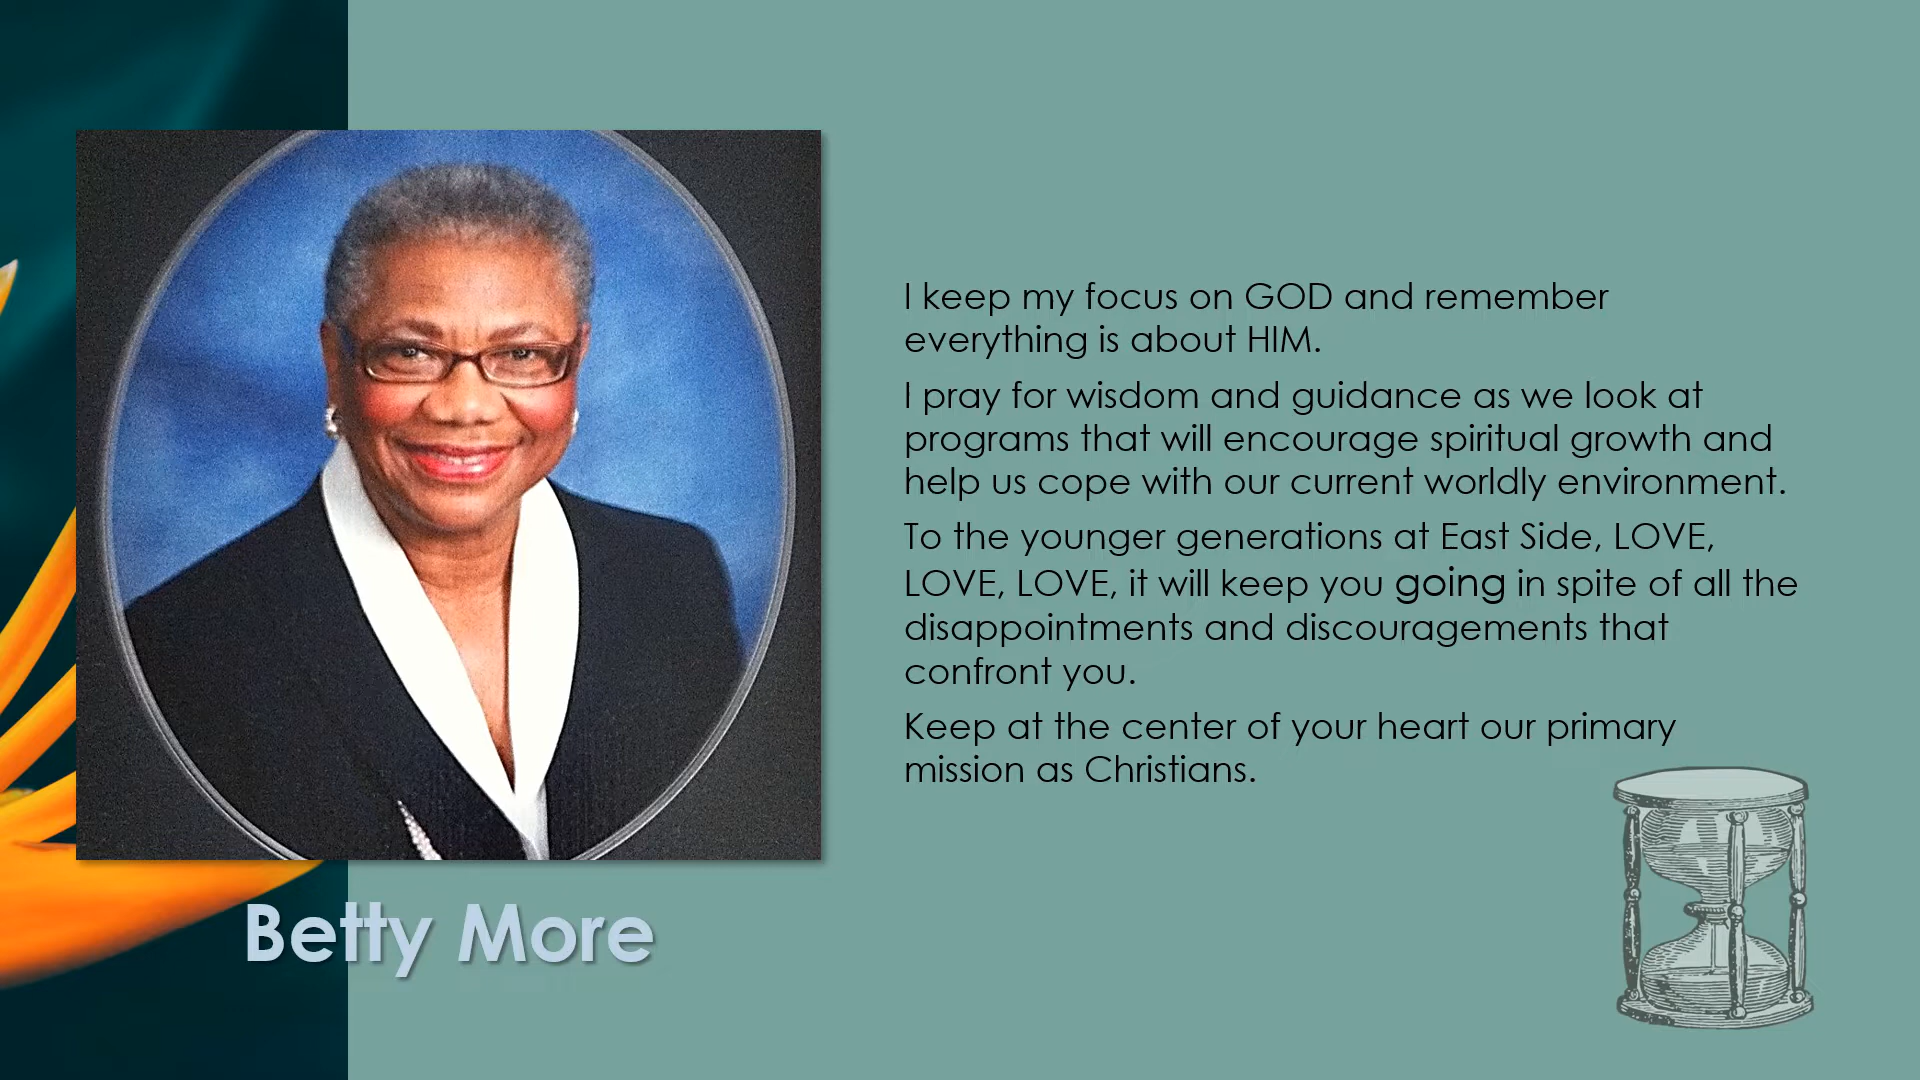 I keep my focus on GOD and remember
everything is about HIM.
I pray for wisdom and guidance as we look at
programs that will encourage spiritual growth and
help us cope with our current worldly environment.
To the younger generations at East Side, LOVE,
LOVE, LOVE, it will keep you going in spite of all the
disappointments and discouragements that
confront you.
Keep at the center of your heart our primary
mission as Christians.
Betty More